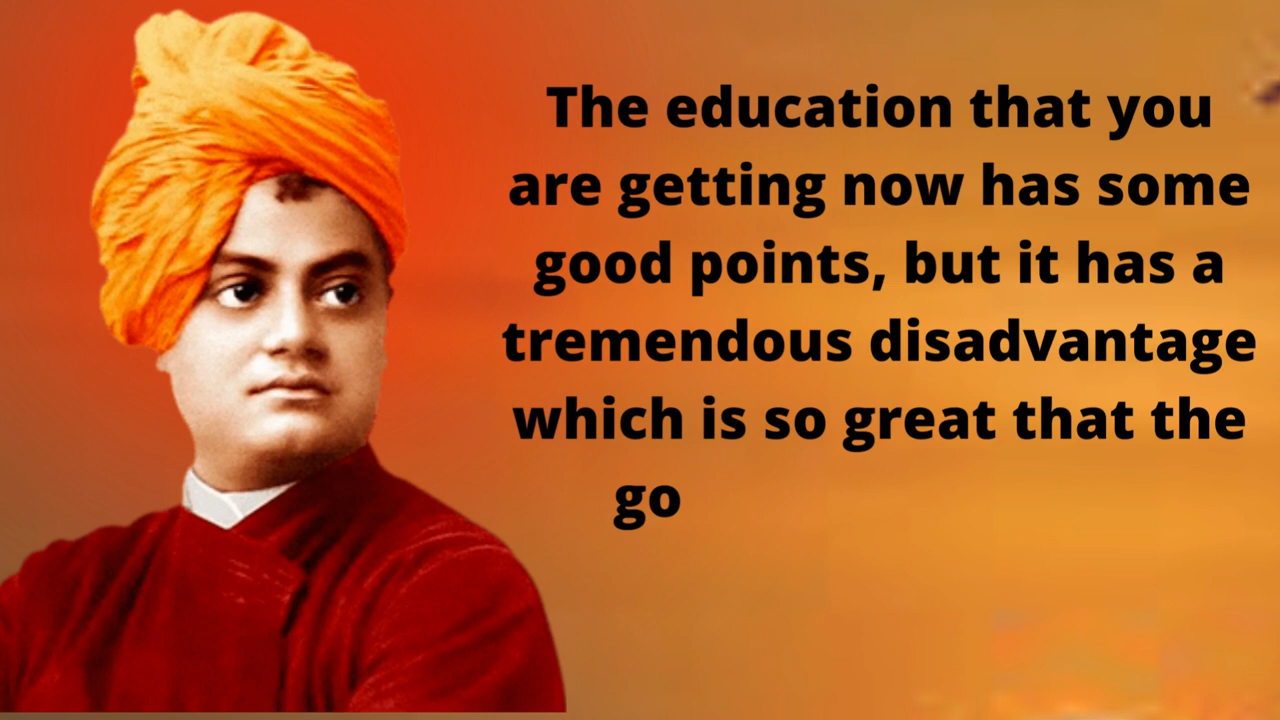 The education that you
are getting now has some
good points, but it has a
tremendous disadvantage
which is so great that the
go